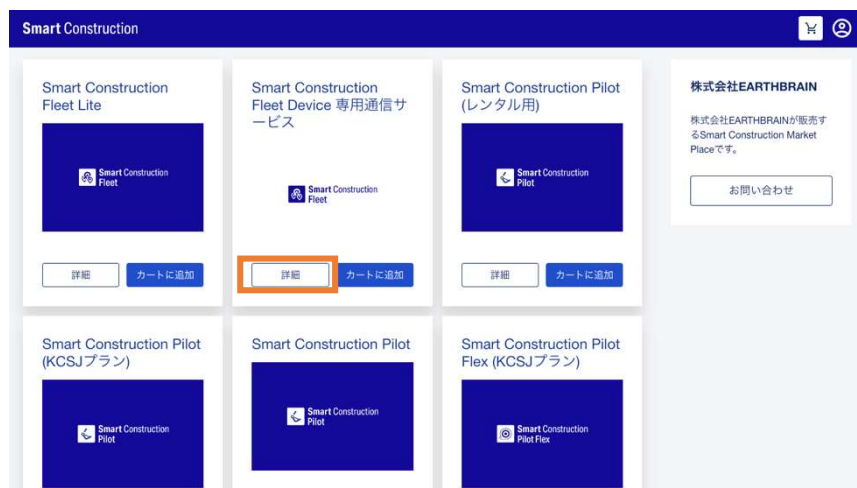 Smart Construction
Smart Construction
Fleet Lite
Smart Construction
Fleet
詳細
カートに追加
Smart Construction
Fleet Device 専用通信サ
ービス
Smart Construction
Fleet
詳細
カートに追加
Smart Construction Pilot
(レンタル用)
Smart Construction
Pilot
詳細
カートに追加
株式会社EARTHBRAIN
株式会社EARTHBRAINが販売す
るSmart Construction Market
Placeです。
お問い合わせ
Smart Construction Pilot
(KCSJプラン)
Smart Construction
Pilot
Smart Construction Pilot
Smart Construction
Pilot
Smart Construction Pilot
Flex (KCSJプラン)
Smart Construction
Pilot Flex